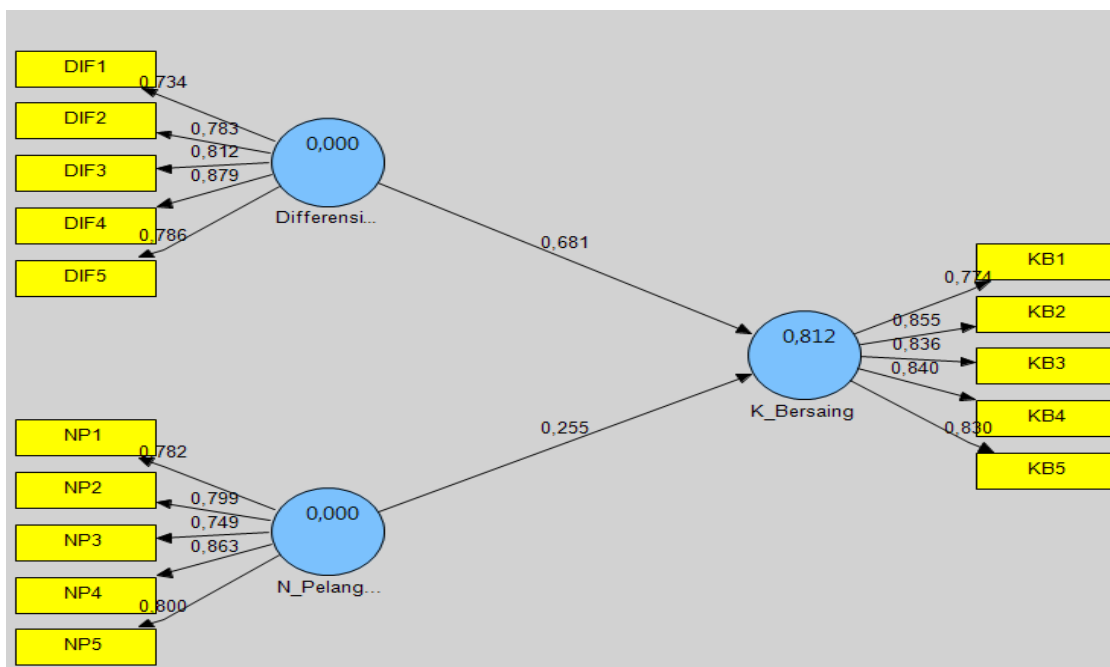 DIF1
0,734
DIF2
0,783
DIF3
0,812
DIF4
0,879
DIF5
0,786
0,000
Differensi...
0,681
NP1
0,782
NP2
0,799
NP3
0,749
NP4
0,863
NP5
0,800
0,000
N_Pelang...
0,255
0,812
K_Bersaing
KB1
0,774
KB2
0,855
KB3
0,836
KB4
0,840
KB5
0,830